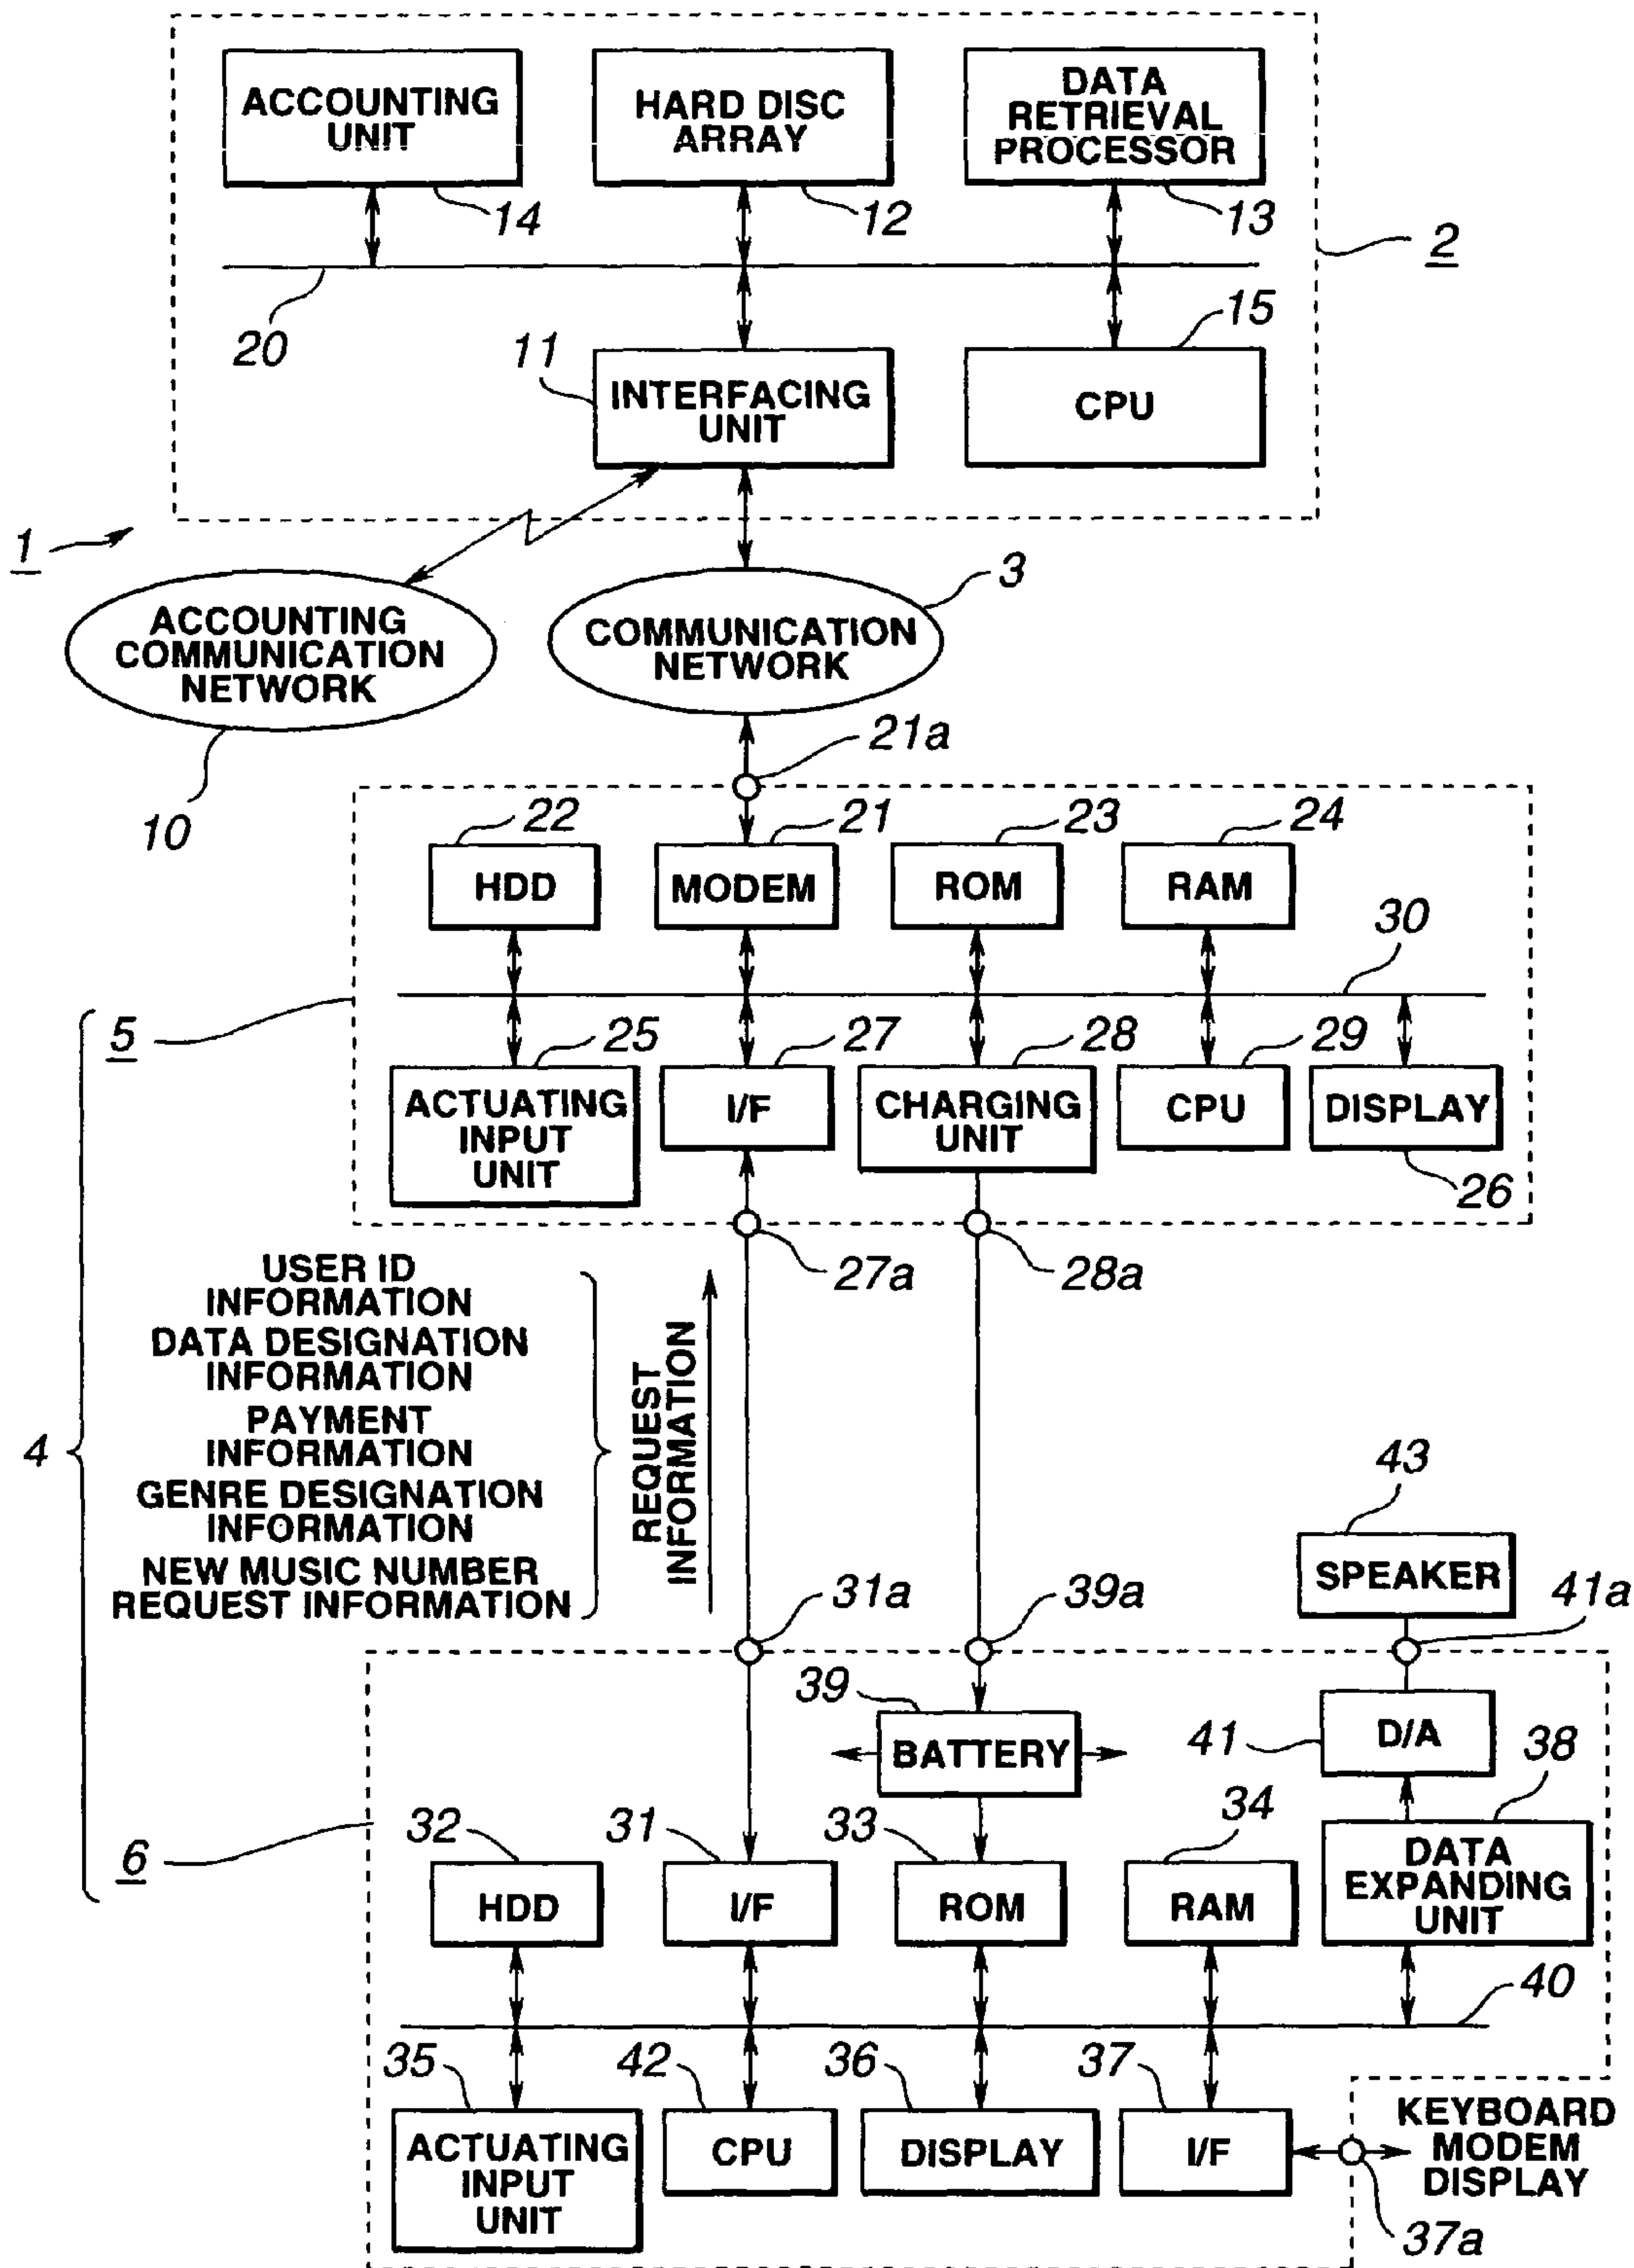 ACCOUNTING
UNIT
HARD DISC
ARRAY
DATA
RETRIEVAL
PROCESSOR
14
12
13
2
20
15
11
INTERFACING
UNIT
CPU
1
3
ACCOUNTING
COMMUNICATION
NETWORK
COMMUNICATION
NETWORK
21a
10
22
21
23
24
HDD
MODEM
ROM
RAM
30
5
25
27
28
29
ACTUATING
INPUT
UNIT
I/F
CHARGING
UNIT
CPU
DISPLAY
26
27a
28a
USER ID
INFORMATION
DATA DESIGNATION
INFORMATION
PAYMENT
INFORMATION
GENRE DESIGNATION
INFORMATION
NEW MUSIC NUMBER
REQUEST INFORMATION
REQUEST
INFORMATION
4
43
SPEAKER
31a
39a
41a
39
BATTERY
41
D/A
38
6
32
31
33
34
HDD
I/F
ROM
RAM
DATA
EXPANDING
UNIT
40
35
42
36
37
ACTUATING
INPUT
UNIT
CPU
DISPLAY
I/F
KEYBOARD
MODEM
DISPLAY
37a